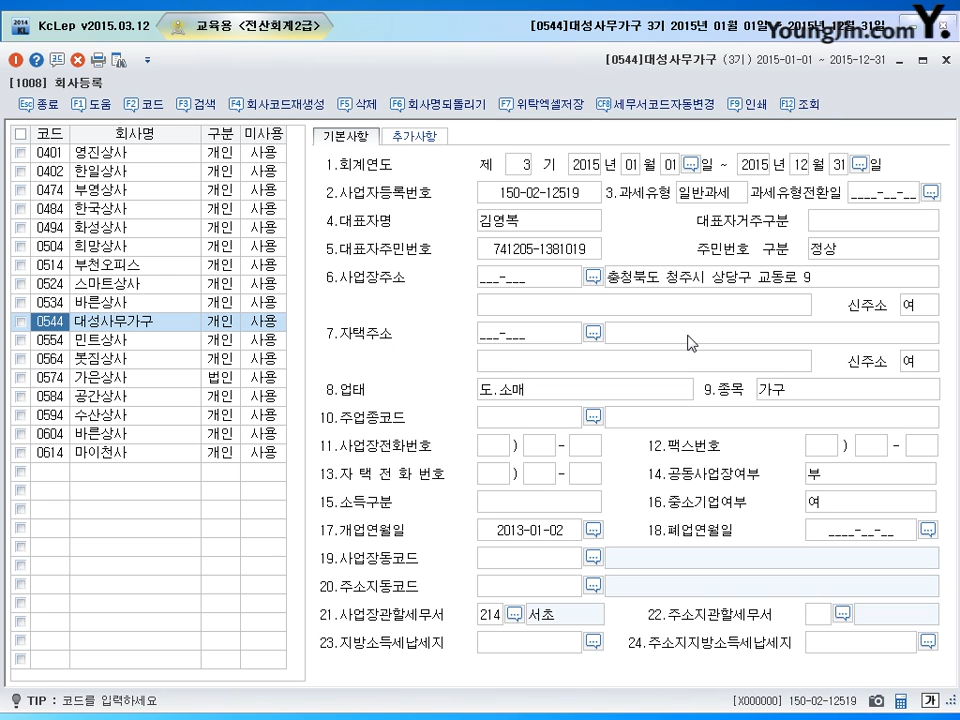 2014 KL KcLep v2015.03.12 교육용 <전산회계2급> [0544]대성사무가구 3기 2015년 01월 01일 ~ 2015년 12월 31일
YoungJin.com Y.
[0544]대성사무가구 (3기) 2015-01-01 ~ 2015-12-31
[1008] 회사등록
Esc 종료 F1 도움 F2 코드 F3 검색 F4 회사코드재생성 F5 삭제 F6 회사명되돌리기 F7 위탁엑셀저장 CF8 세무서코드자동변경 F9 인쇄 F12 조회
코드 회사명 구분 미사용
0401 영진상사 개인 사용
0402 한일상사 개인 사용
0474 부영상사 개인 사용
0484 한국상사 개인 사용
0494 화성상사 개인 사용
0504 희망상사 개인 사용
0514 부천오피스 개인 사용
0524 스마트상사 개인 사용
0534 바른상사 개인 사용
0544 대성사무가구 개인 사용
0554 민트상사 개인 사용
0564 봇짐상사 개인 사용
0574 가은상사 법인 사용
0584 공간상사 개인 사용
0594 수산상사 개인 사용
0604 바른상사 개인 사용
0614 마이천사 개인 사용
기본사항 추가사항
1.회계연도 제 3 기 2015 년 01 월 01 일 ~ 2015 년 12 월 31 일
2.사업자등록번호 150-02-12519 3.과세유형 일반과세 과세유형전환일 ____-__-__
4.대표자명 김영복 대표자거주구분
5.대표자주민번호 741205-1381019 주민번호 구분 정상
6.사업장주소 ___-___ 충청북도 청주시 상당구 교동로 9
신주소 여
7.자택주소 ___-___
신주소 여
8.업태 도.소매 9.종목 가구
10.주업종코드
11.사업장전화번호 ) - 12.팩스번호 ) -
13.자 택 전 화 번호 ) - 14.공동사업장여부 부
15.소득구분 16.중소기업여부 여
17.개업연월일 2013-01-02 18.폐업연월일 ____-__-__
19.사업장동코드
20.주소지동코드
21.사업장관할세무서 214 서초 22.주소지관할세무서
23.지방소득세납세지 24.주소지지방소득세납세지
TIP : 코드를 입력하세요 [X000000] 150-02-12519 가